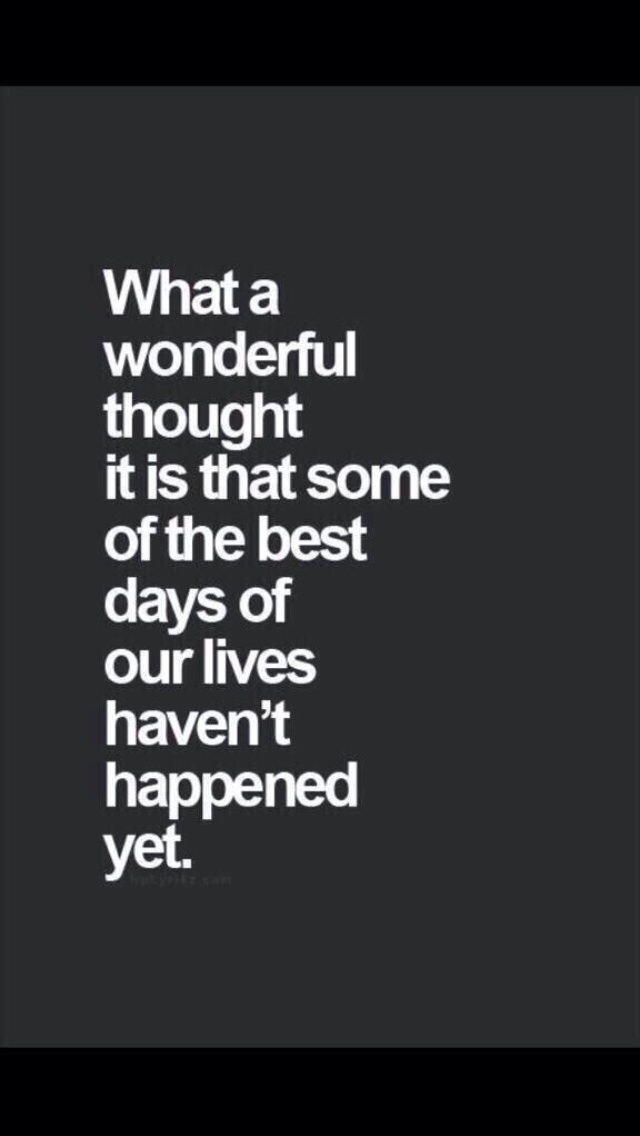 What a
wonderful
thought
it is that some
of the best
days of
our lives
haven't
happened
yet.